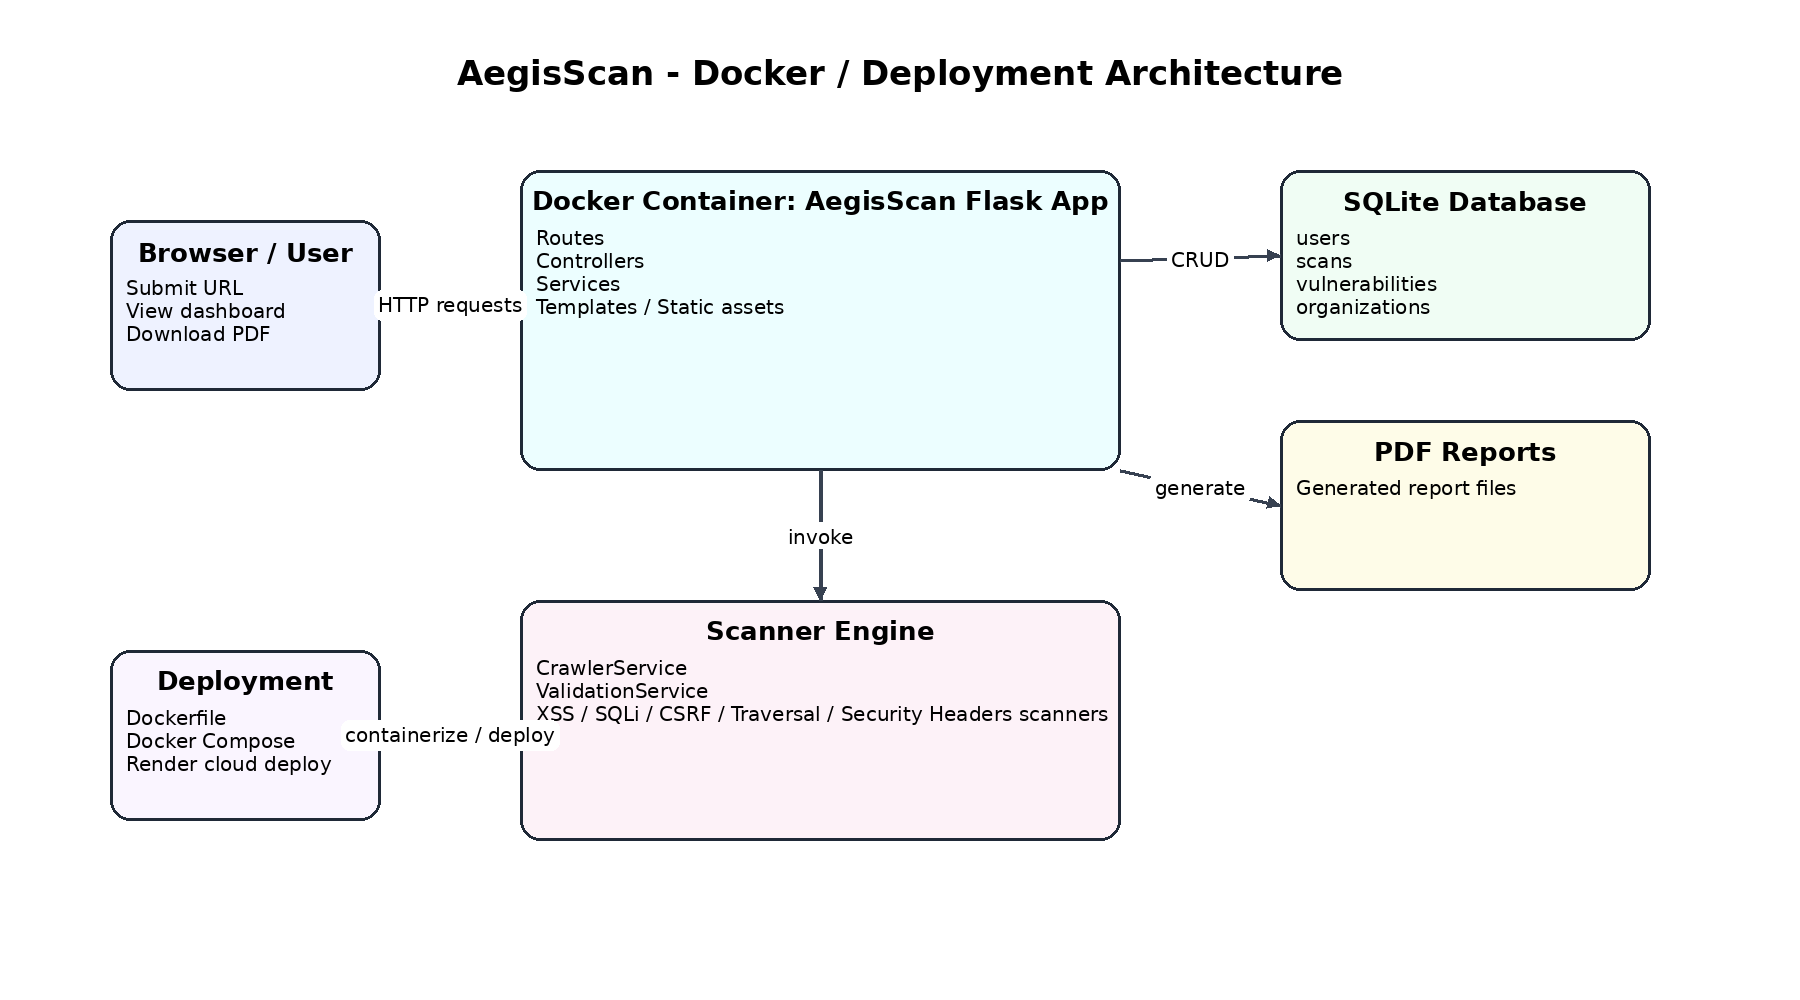 AegisScan - Docker / Deployment Architecture
Browser / User
Submit URL
View dashboard
Download PDF
HTTP requests
Docker Container: AegisScan Flask App
Routes
Controllers
Services
Templates / Static assets
CRUD
SQLite Database
users
scans
vulnerabilities
organizations
generate
PDF Reports
Generated report files
invoke
Scanner Engine
CrawlerService
ValidationService
XSS / SQLi / CSRF / Traversal / Security Headers scanners
Deployment
Dockerfile
Docker Compose
Render cloud deploy
containerize / deploy